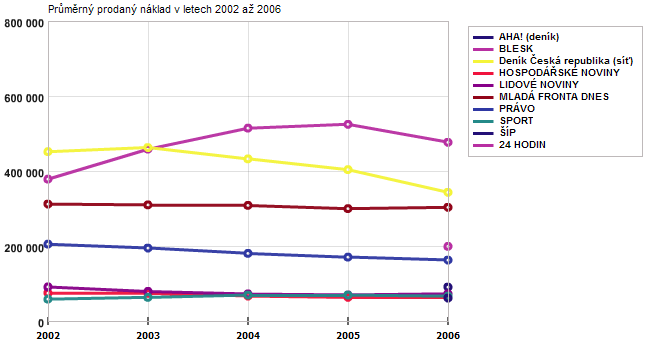 Průměrný prodaný náklad v letech 2002 až 2006
800 000
600 000
400 000
200 000
0
2002 2003 2004 2005 2006
AHA! (deník)
BLESK
Deník Česká republika (síť)
HOSPODÁŘSKÉ NOVINY
LIDOVÉ NOVINY
MLADÁ FRONTA DNES
PRÁVO
SPORT
ŠÍP
24 HODIN